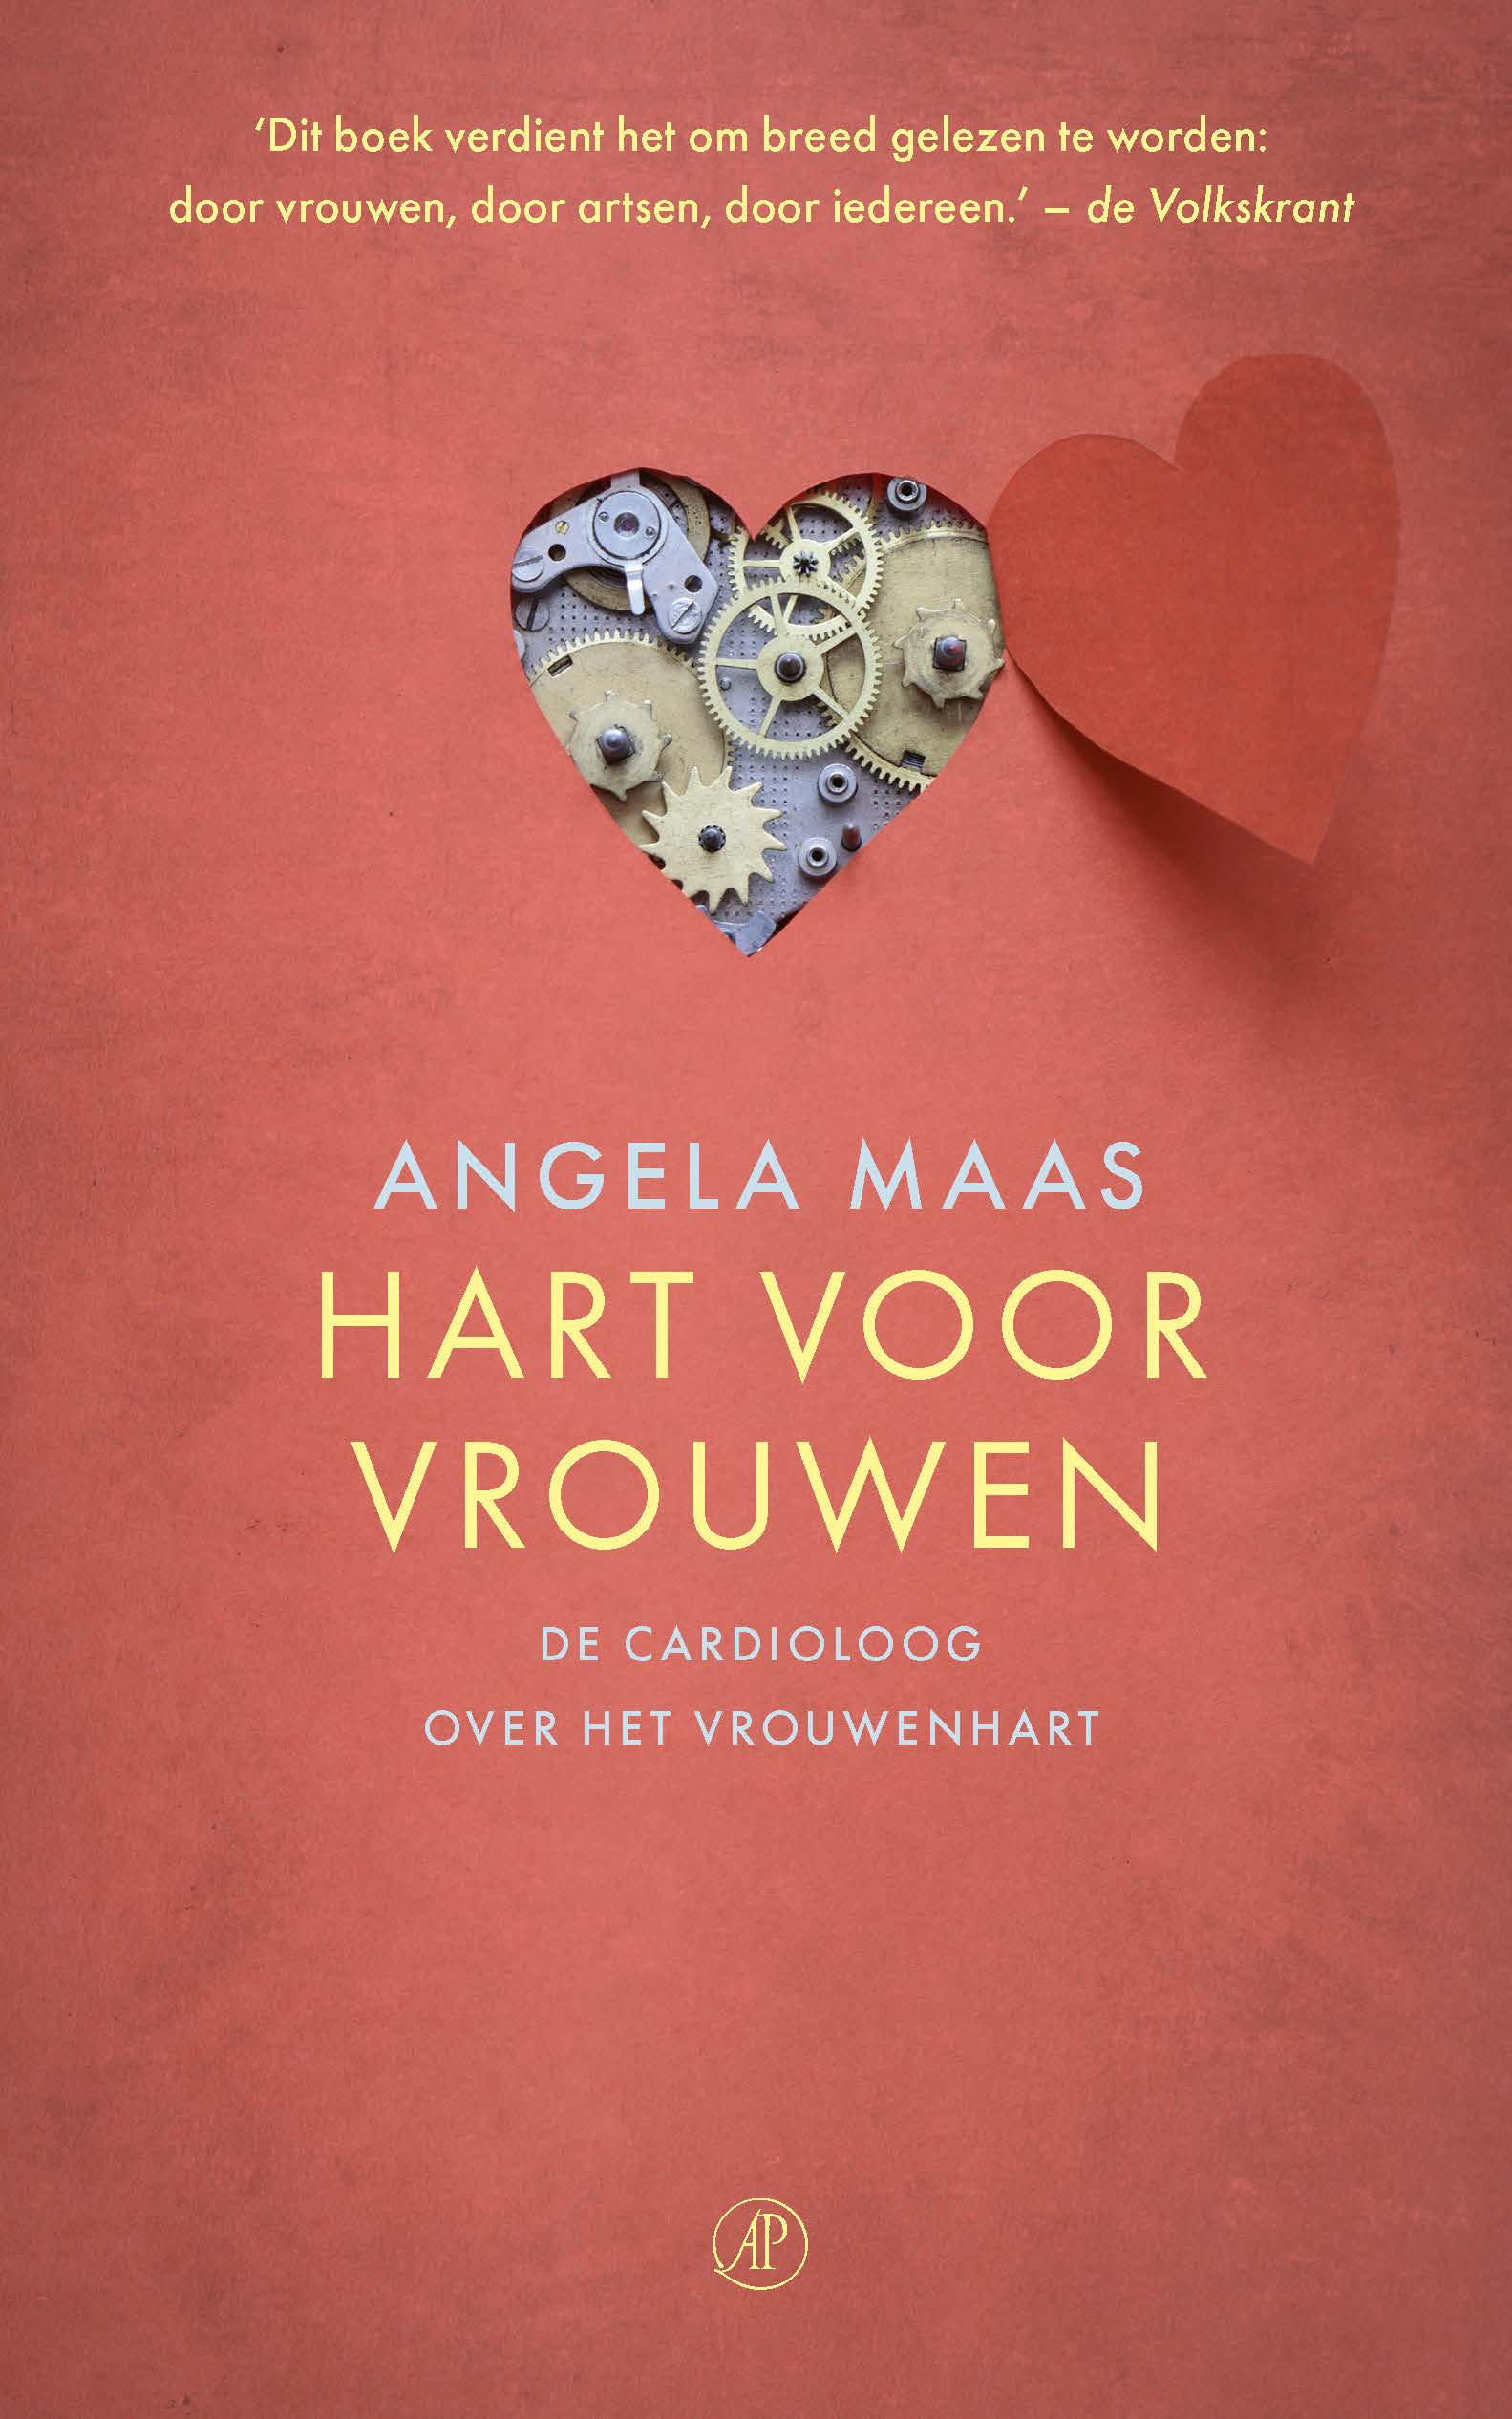 ‘Dit boek verdient het om breed gelezen te worden:
door vrouwen, door artsen, door iedereen.’ – de Volkskrant
ANGELA MAAS
HART VOOR
VROUWEN
DE CARDIOLOOG
OVER HET VROUWENHART
AP